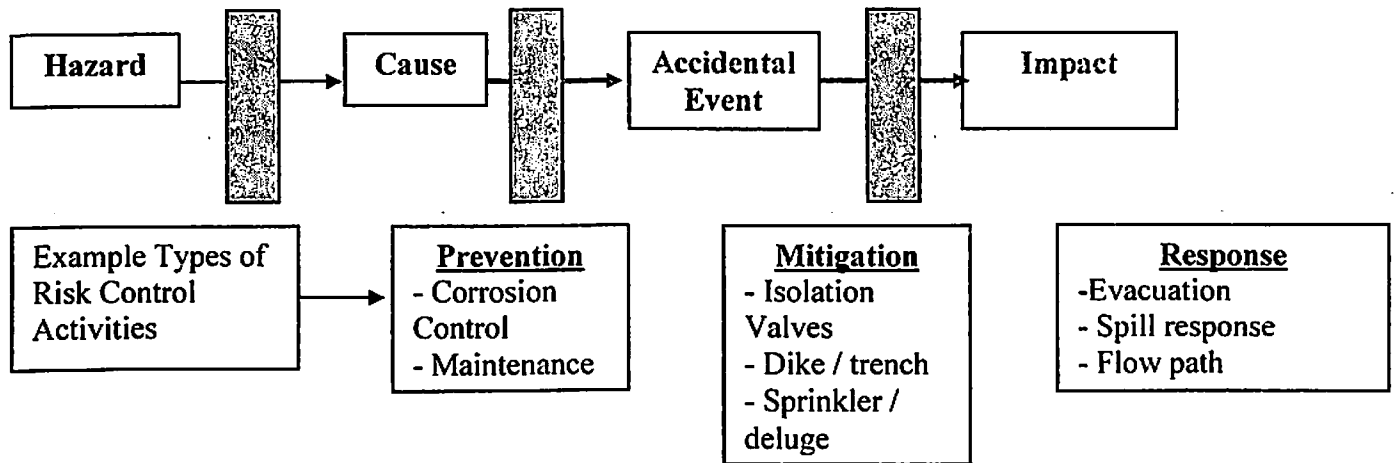 Hazard
Cause
Accidental
Event
Impact
Example Types of
Risk Control
Activities
Prevention
- Corrosion
Control
- Maintenance
Mitigation
- Isolation
Valves
- Dike / trench
- Sprinkler /
deluge
Response
-Evacuation
- Spill response
- Flow path